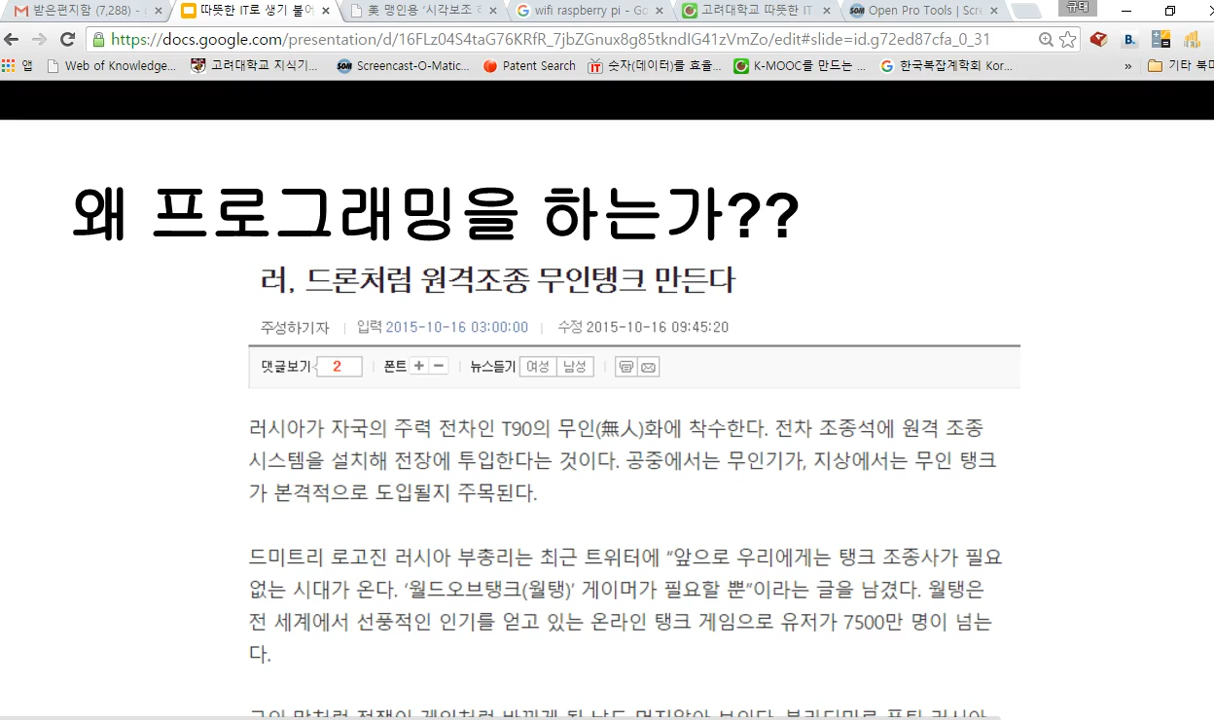 받은편지함 (7,288) -
따뜻한 IT로 생기 불어
美 맹인용 '시각보조
wifi raspberry pi - Go
고려대학교 따뜻한 IT
Open Pro Tools | Scre
규태
https://docs.google.com/presentation/d/16FLz04S4taG76KRfR_7jbZGnux8g85tkndIG41zVmZo/edit#slide=id.g72ed87cfa_0_31
앱 Web of Knowledge... 고려대학교 지식기... Screencast-O-Matic... Patent Search 숫자(데이터)를 효율... K-MOOC를 만드는 ... 한국복잡계학회 Kor... » 기타 북마
왜 프로그래밍을 하는가??
러, 드론처럼 원격조종 무인탱크 만든다
주성하기자 | 입력 2015-10-16 03:00:00 | 수정 2015-10-16 09:45:20
댓글보기 2 | 폰트 + − | 뉴스듣기 여성 남성
러시아가 자국의 주력 전차인 T90의 무인(無人)화에 착수한다. 전차 조종석에 원격 조종
시스템을 설치해 전장에 투입한다는 것이다. 공중에서는 무인기가, 지상에서는 무인 탱크
가 본격적으로 도입될지 주목된다.
드미트리 로고진 러시아 부총리는 최근 트위터에 “앞으로 우리에게는 탱크 조종사가 필요
없는 시대가 온다. ‘월드오브탱크(월탱)’ 게이머가 필요할 뿐”이라는 글을 남겼다. 월탱은
전 세계에서 선풍적인 인기를 얻고 있는 온라인 탱크 게임으로 유저가 7500만 명이 넘는
다.